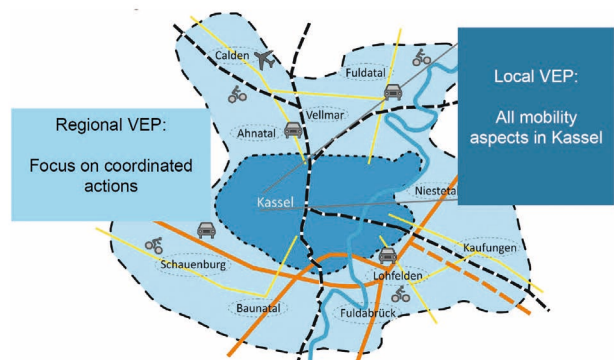 Calden
Fuldatal
Vellmar
Ahnatal
Regional VEP:
Focus on coordinated
actions
Local VEP:
All mobility
aspects in Kassel
Kassel
Niestetal
Kaufungen
Schauenburg
Lohfelden
Baunatal
Fuldabrück